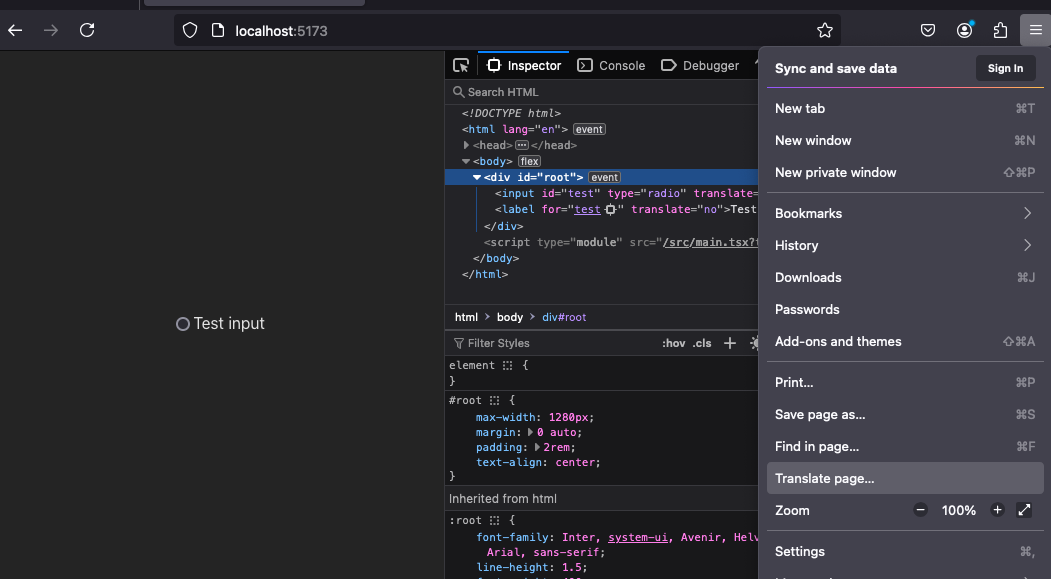 localhost:5173
Inspector
Console
Debugger
Search HTML
<!DOCTYPE html>
<html lang="en"> event
<head> </head>
<body> flex
<div id="root"> event
<input id="test" type="radio" translate=
<label for="test" translate="no">Test
</div>
<script type="module" src="/src/main.tsx?
</body>
</html>
html > body > div#root
Filter Styles
:hov .cls +
element {
}
#root {
max-width: 1280px;
margin: 0 auto;
padding: 2rem;
text-align: center;
}
Inherited from html
:root {
font-family: Inter, system-ui, Avenir, Helv
Arial, sans-serif;
line-height: 1.5;
Test input
Sync and save data
Sign In
New tab ⌘T
New window ⌘N
New private window ⇧⌘P
Bookmarks
History
Downloads ⌘J
Passwords
Add-ons and themes ⇧⌘A
Print... ⌘P
Save page as... ⌘S
Find in page... ⌘F
Translate page...
Zoom − 100% +
Settings ⌘,